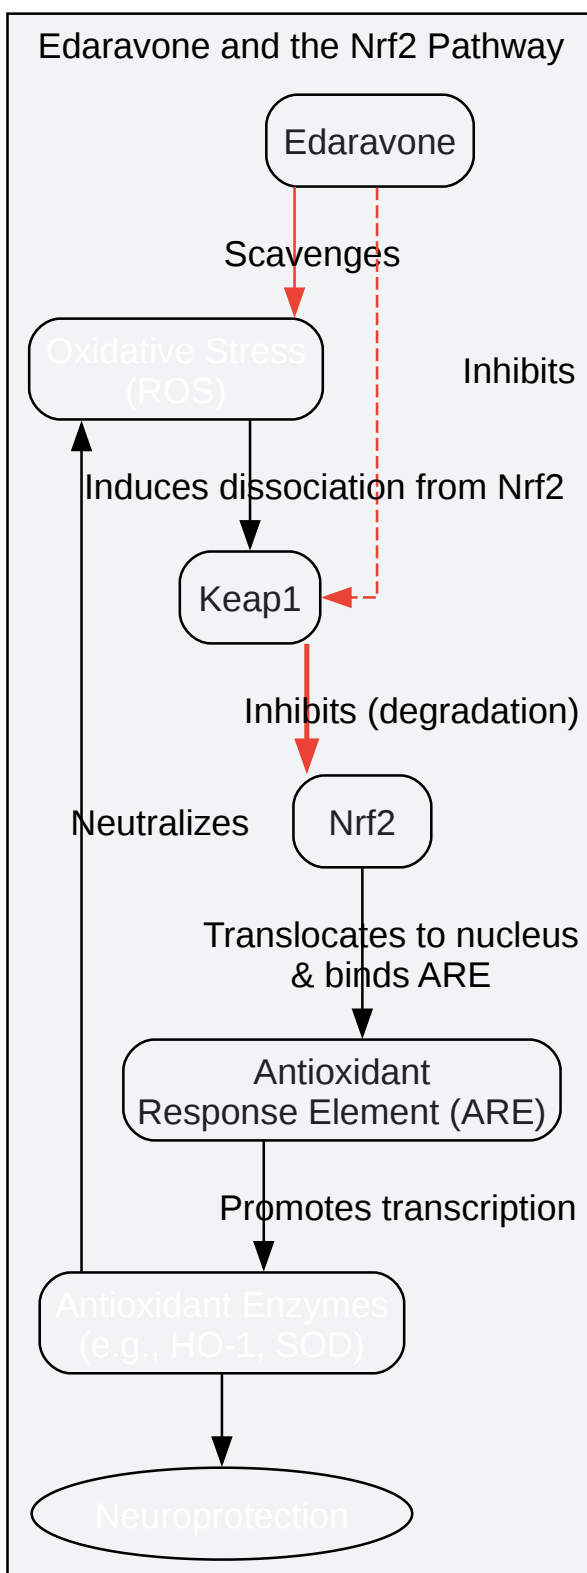 Edaravone and the Nrf2 Pathway
Edaravone
Scavenges
Oxidative Stress
(ROS)
Inhibits
Induces dissociation from Nrf2
Keap1
Inhibits (degradation)
Neutralizes
Nrf2
Translocates to nucleus
& binds ARE
Antioxidant
Response Element (ARE)
Promotes transcription
Antioxidant Enzymes
(e.g., HO-1, SOD)
Neuroprotection